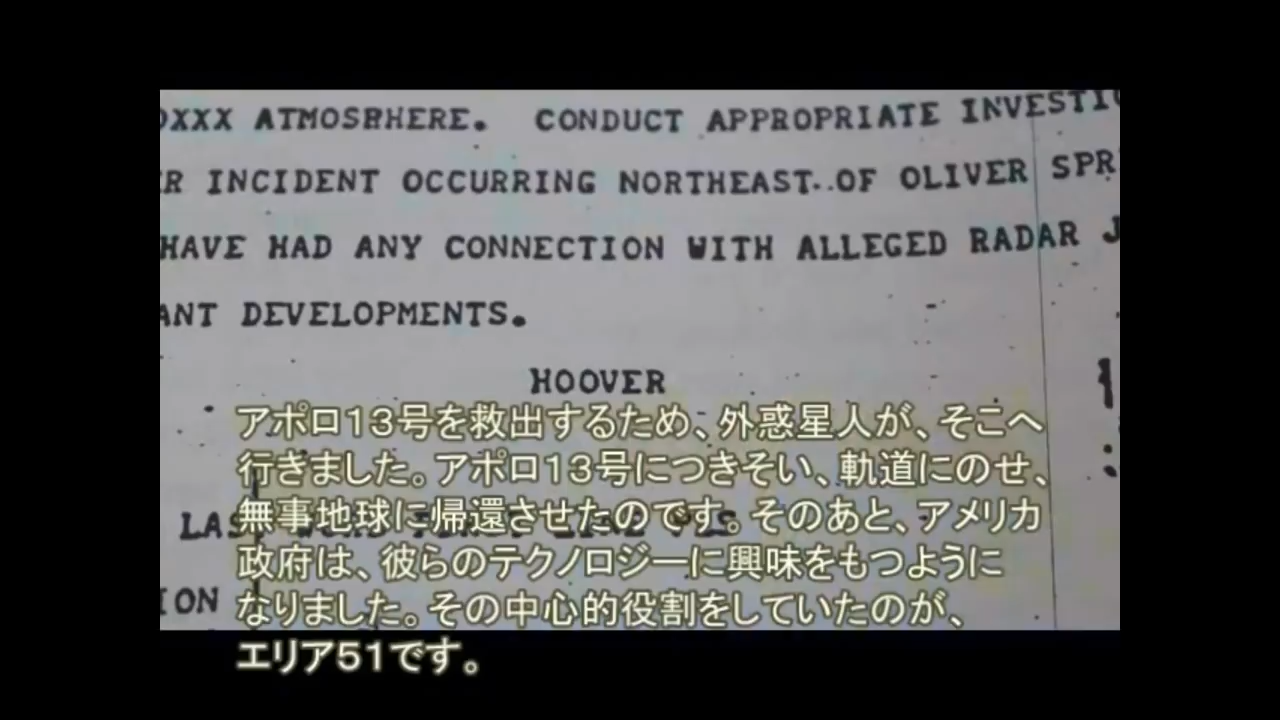 XXX ATMOSPHERE. CONDUCT APPROPRIATE
INCIDENT OCCURRING NORTHEAST OF OLIVER
HAVE HAD ANY CONNECTION WITH ALLEGED RADAR
ANT DEVELOPMENTS.
HOOVER
アポロ１３号を救出するため、外惑星人が、そこへ
行きました。アポロ１３号につきそい、軌道にのせ、
無事地球に帰還させたのです。そのあと、アメリカ
政府は、彼らのテクノロジーに興味をもつように
なりました。その中心的役割をしていたのが、
ION
エリア５１です。